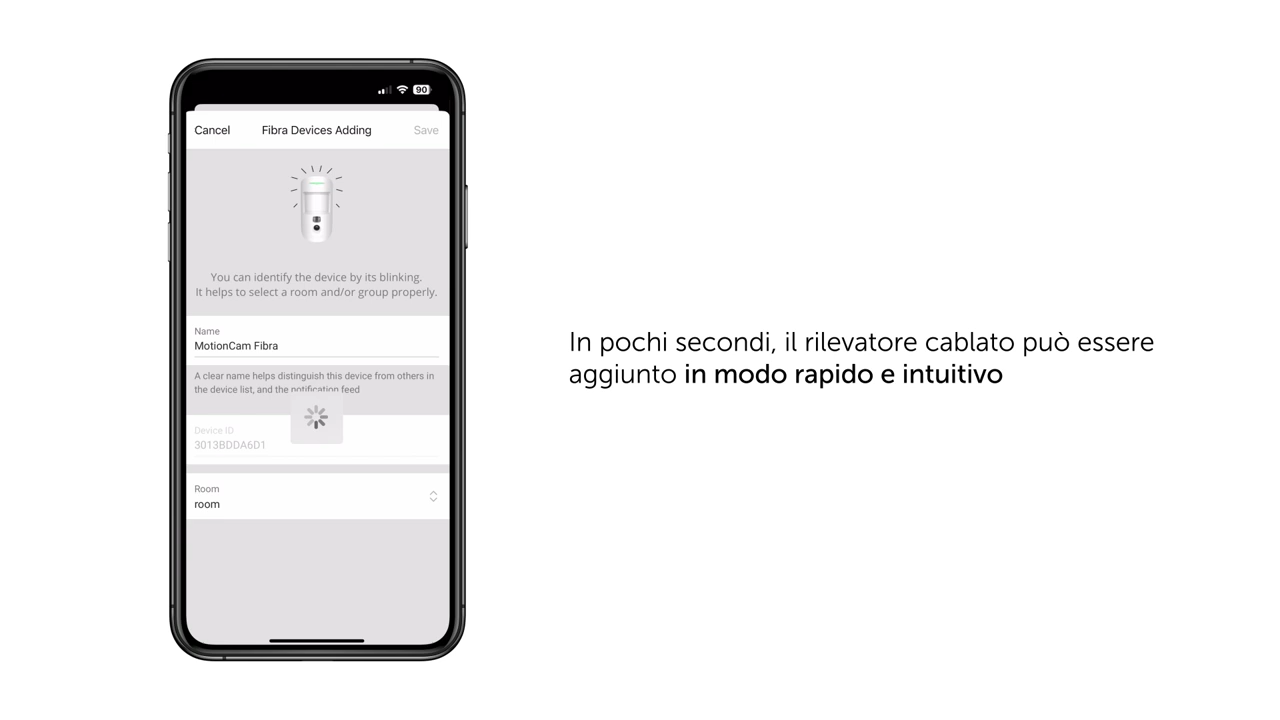 90
Cancel Fibra Devices Adding Save
You can identify the device by its blinking.
It helps to select a room and/or group properly.
Name
MotionCam Fibra
A clear name helps distinguish this device from others in
the device list, and the notification feed
Device ID
3013BDDA6D1
Room
room
In pochi secondi, il rilevatore cablato può essere
aggiunto in modo rapido e intuitivo